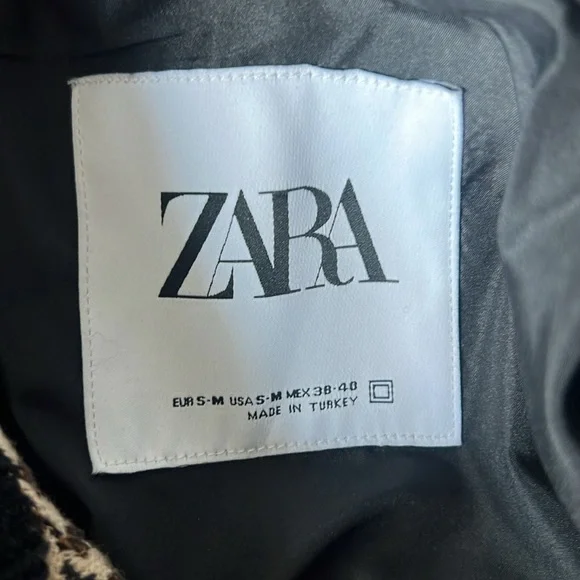 ZARA
EUR S-M USA S-M MEX 38-40
MADE IN TURKEY